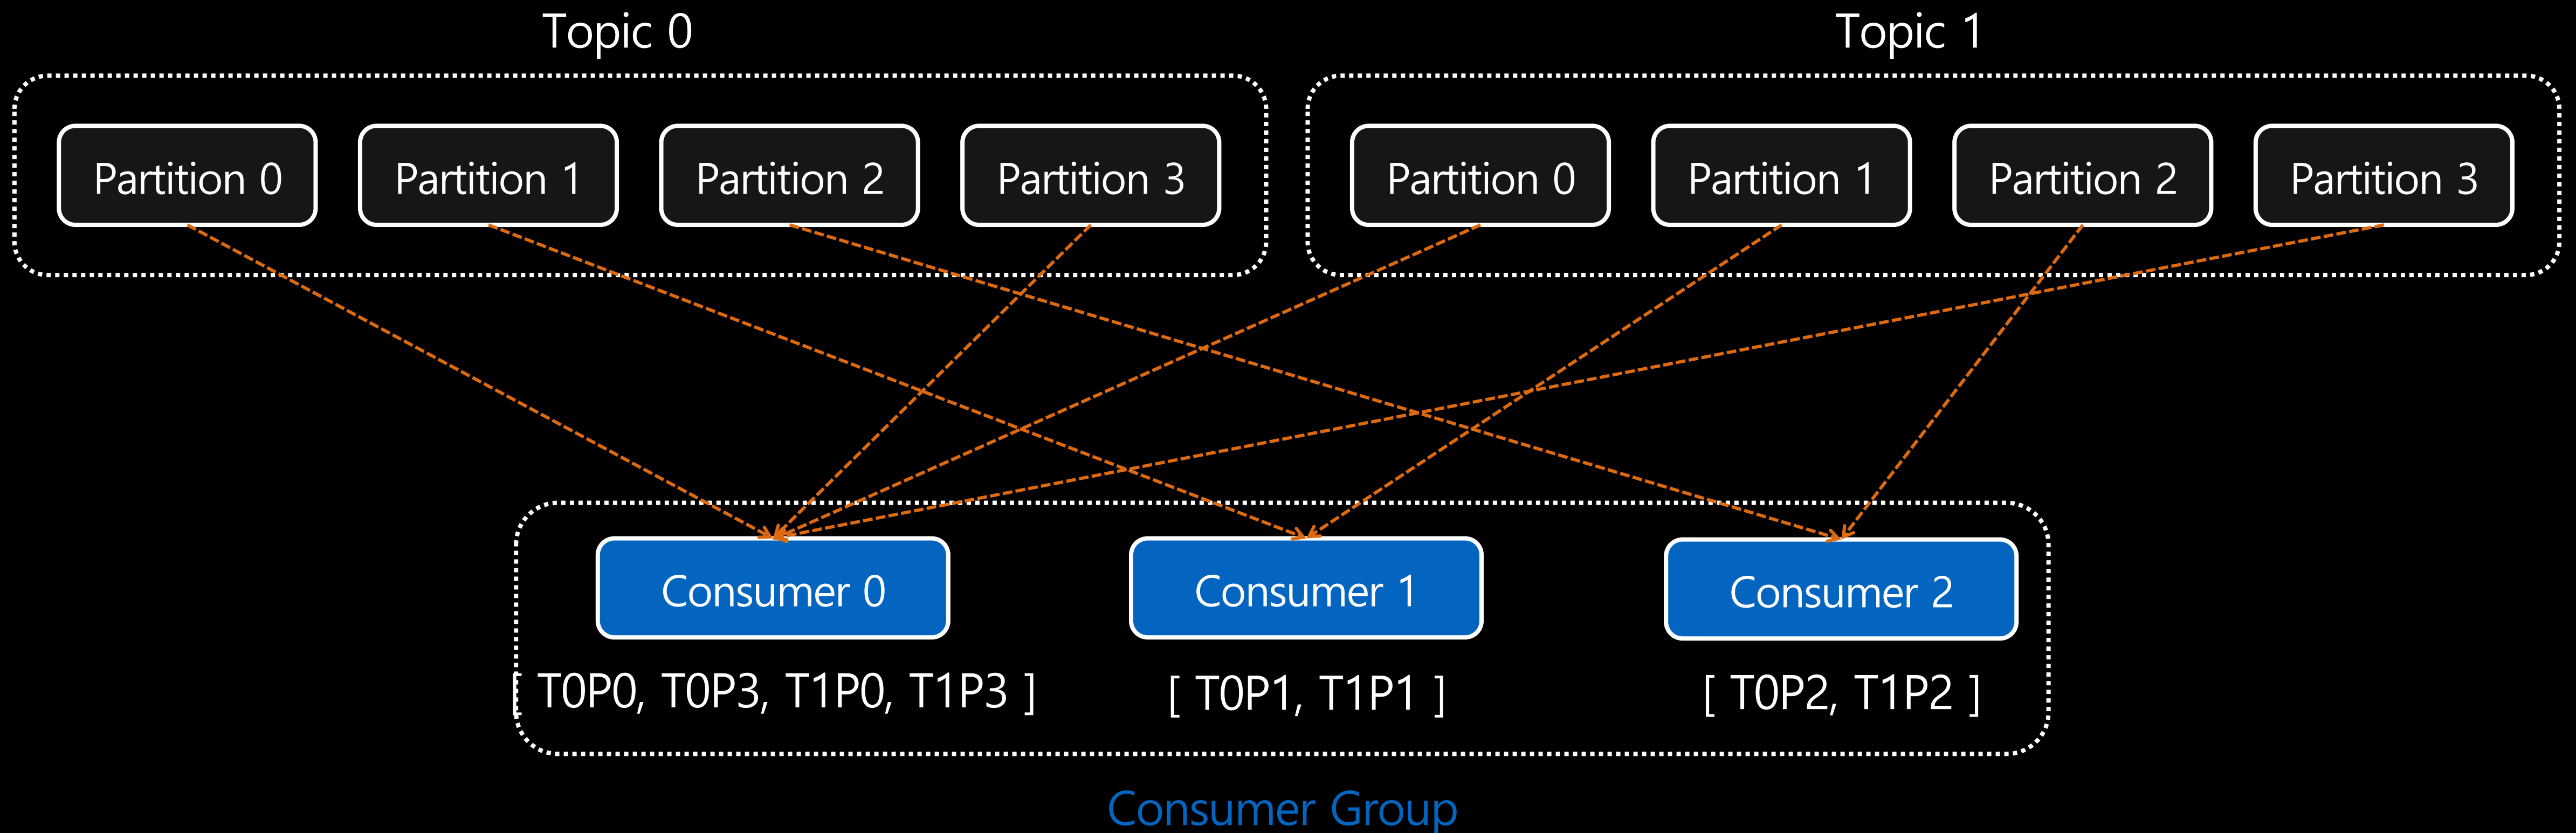 Topic 0
Topic 1
Partition 0
Partition 1
Partition 2
Partition 3
Partition 0
Partition 1
Partition 2
Partition 3
Consumer 0
Consumer 1
Consumer 2
[ T0P0, T0P3, T1P0, T1P3 ]
[ T0P1, T1P1 ]
[ T0P2, T1P2 ]
Consumer Group